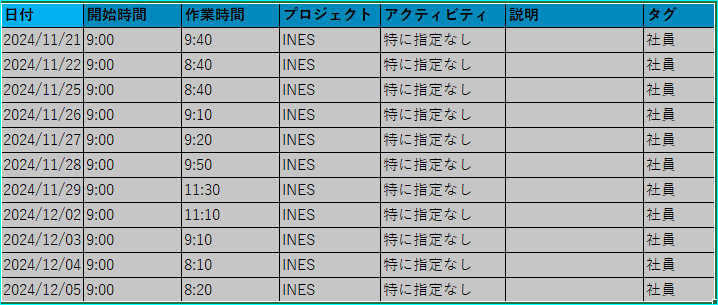 日付 開始時間 作業時間 プロジェクト アクティビティ 説明 タグ
2024/11/21 9:00 9:40 INES 特に指定なし 社員
2024/11/22 9:00 8:40 INES 特に指定なし 社員
2024/11/25 9:00 8:40 INES 特に指定なし 社員
2024/11/26 9:00 9:10 INES 特に指定なし 社員
2024/11/27 9:00 9:20 INES 特に指定なし 社員
2024/11/28 9:00 9:50 INES 特に指定なし 社員
2024/11/29 9:00 11:30 INES 特に指定なし 社員
2024/12/02 9:00 11:10 INES 特に指定なし 社員
2024/12/03 9:00 9:10 INES 特に指定なし 社員
2024/12/04 9:00 8:10 INES 特に指定なし 社員
2024/12/05 9:00 8:20 INES 特に指定なし 社員